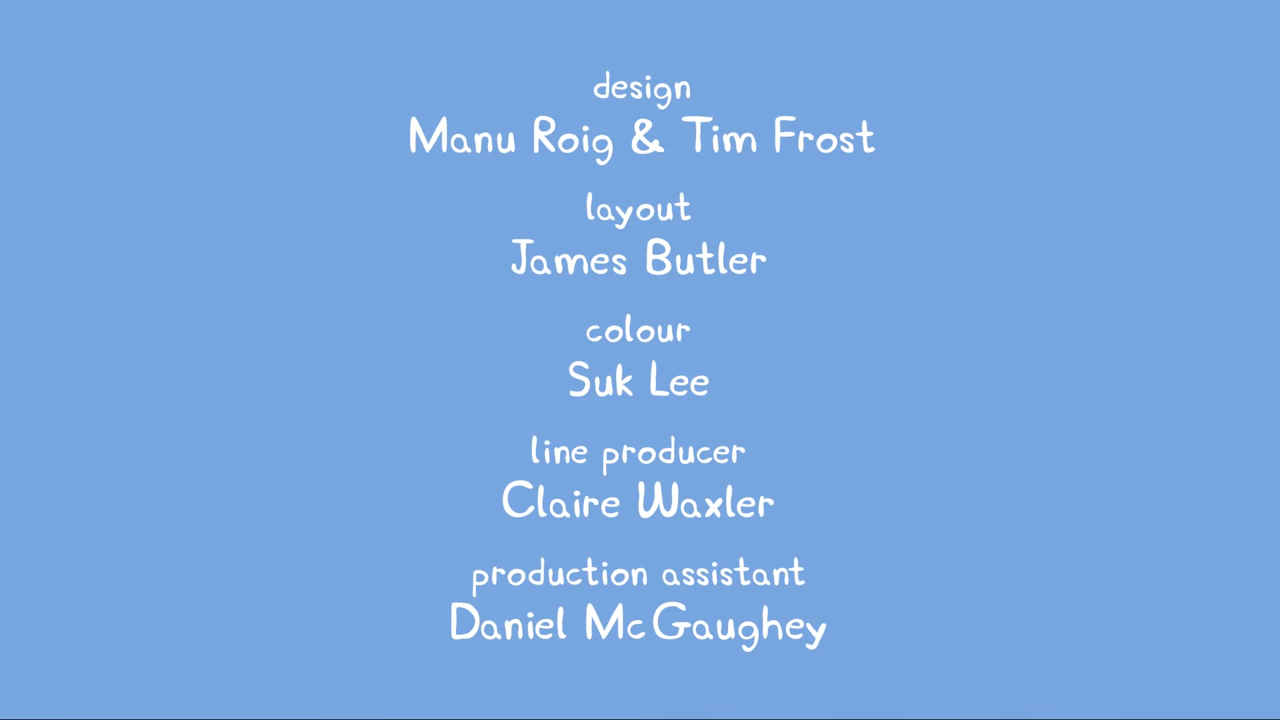 design
Manu Roig & Tim Frost
layout
James Butler
colour
Suk Lee
line producer
Claire Waxler
production assistant
Daniel McGaughey